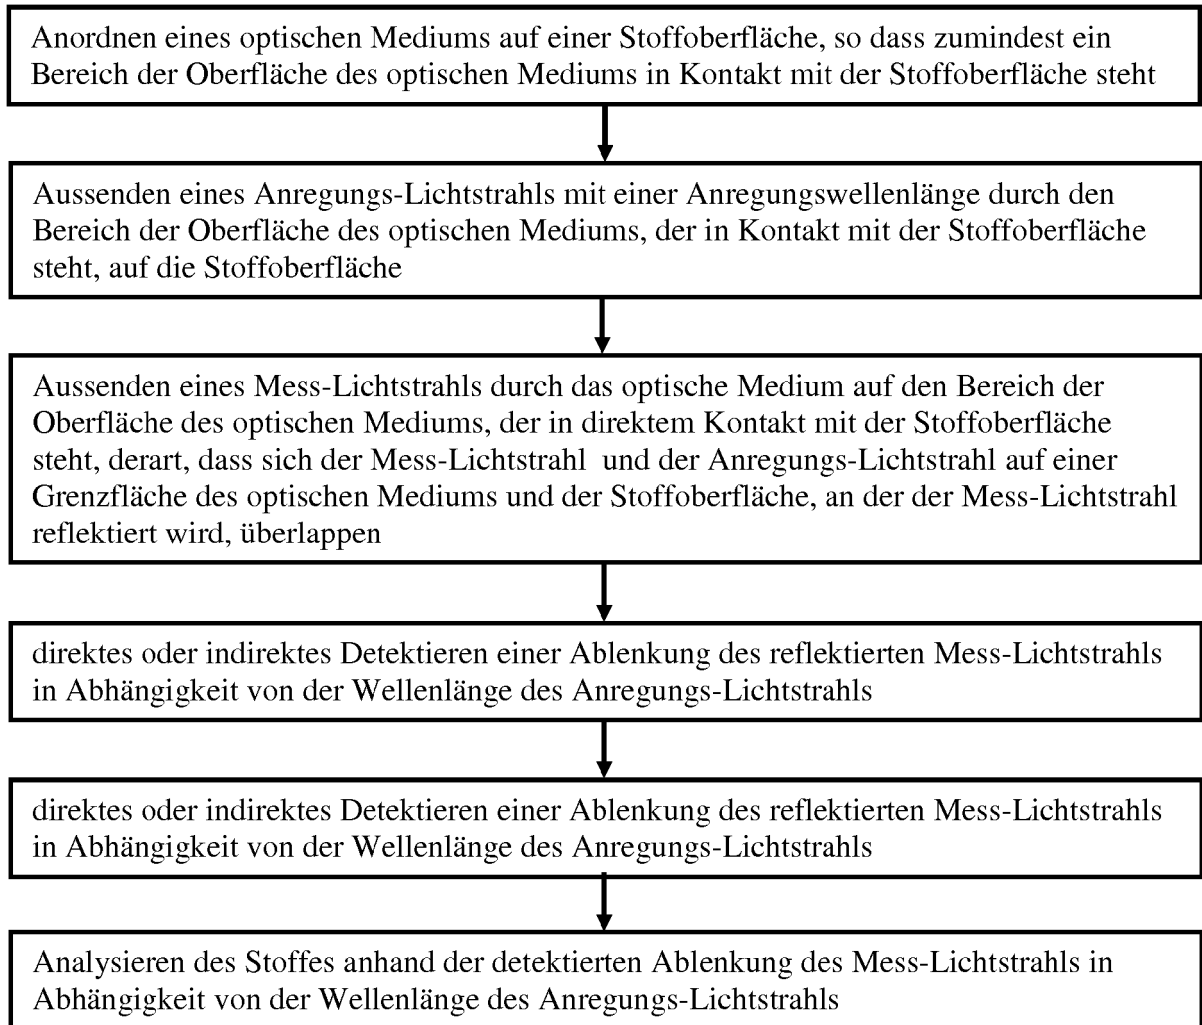 Anordnen eines optischen Mediums auf einer Stoffoberfläche, so dass zumindest ein
Bereich der Oberfläche des optischen Mediums in Kontakt mit der Stoffoberfläche steht
Aussenden eines Anregungs-Lichtstrahls mit einer Anregungswellenlänge durch den
Bereich der Oberfläche des optischen Mediums, der in Kontakt mit der Stoffoberfläche
steht, auf die Stoffoberfläche
Aussenden eines Mess-Lichtstrahls durch das optische Medium auf den Bereich der
Oberfläche des optischen Mediums, der in direktem Kontakt mit der Stoffoberfläche
steht, derart, dass sich der Mess-Lichtstrahl und der Anregungs-Lichtstrahl auf einer
Grenzfläche des optischen Mediums und der Stoffoberfläche, an der der Mess-Lichtstrahl
reflektiert wird, überlappen
direktes oder indirektes Detektieren einer Ablenkung des reflektierten Mess-Lichtstrahls
in Abhängigkeit von der Wellenlänge des Anregungs-Lichtstrahls
direktes oder indirektes Detektieren einer Ablenkung des reflektierten Mess-Lichtstrahls
in Abhängigkeit von der Wellenlänge des Anregungs-Lichtstrahls
Analysieren des Stoffes anhand der detektierten Ablenkung des Mess-Lichtstrahls in
Abhängigkeit von der Wellenlänge des Anregungs-Lichtstrahls